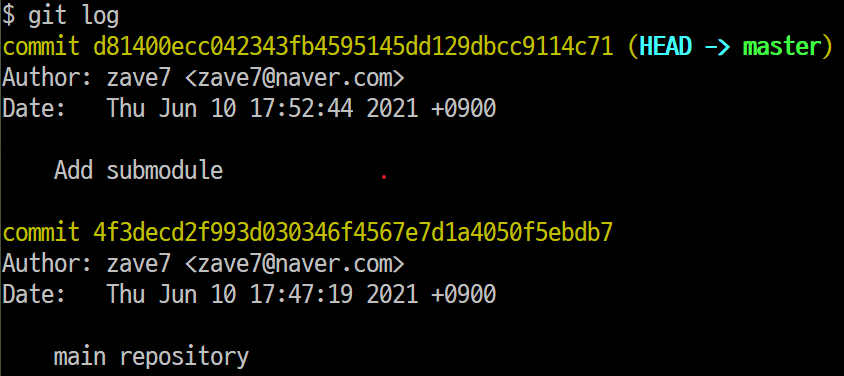 $ git log
commit d81400ecc042343fb4595145dd129dbcc9114c71 (HEAD -> master)
Author: zave7 <zave7@naver.com>
Date:   Thu Jun 10 17:52:44 2021 +0900
Add submodule
commit 4f3decd2f993d030346f4567e7d1a4050f5ebdb7
Author: zave7 <zave7@naver.com>
Date:   Thu Jun 10 17:47:19 2021 +0900
main repository